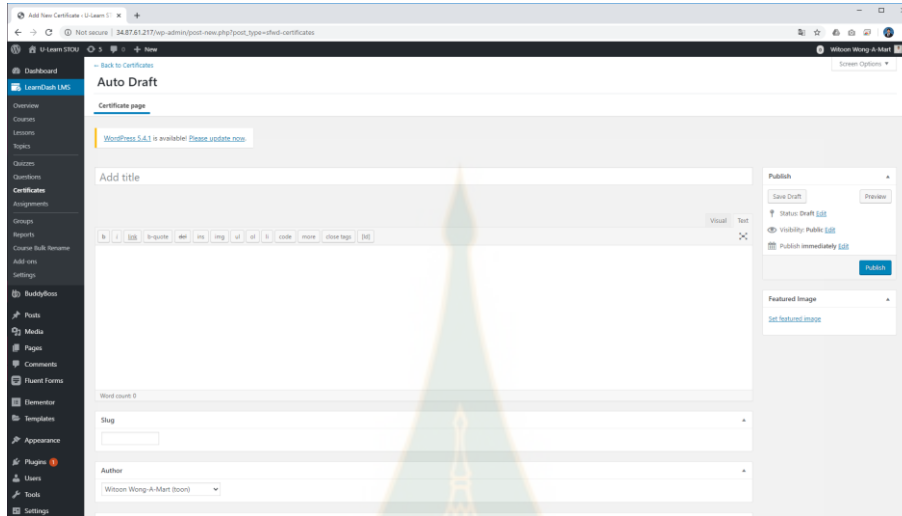 Add New Certificate ‹ U-Learn ST
Not secure | 34.87.61.217/wp-admin/post-new.php?post_type=sfwd-certificates
U-Learn STOU 5 0 + New
Witoon Wong-A-Mart
Screen Options ▼
← Back to Certificates
Auto Draft
Certificate page
WordPress 5.4.1 is available! Please update now.
Add title
Visual Text
b i link b-quote del ins img ul ol li code more close tags [M]
Word count: 0
Slug
Author
Witoon Wong-A-Mart (toon)
Dashboard
LearnDash LMS
Overview
Courses
Lessons
Topics
Quizzes
Questions
Certificates
Assignments
Groups
Reports
Course Bulk Rename
Add-ons
Settings
BuddyBoss
Posts
Media
Pages
Comments
Fluent Forms
Elementor
Templates
Appearance
Plugins 1
Users
Tools
Settings
Publish
Save Draft Preview
Status: Draft Edit
Visibility: Public Edit
Publish immediately Edit
Publish
Featured Image
Set featured image